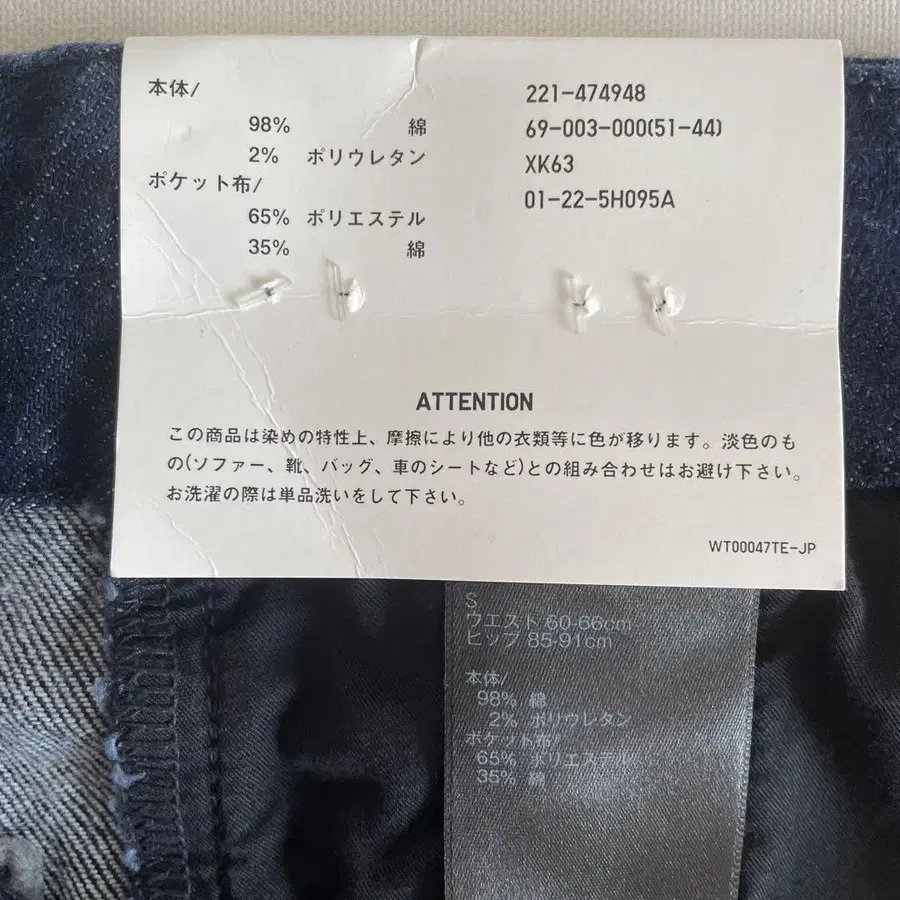 本体/
98% 綿
2% ポリウレタン
ポケット布/
65% ポリエステル
35% 綿
221-474948
69-003-000(51-44)
XK63
01-22-5H095A
ATTENTION
この商品は染めの特性上、摩擦により他の衣類等に色が移ります。淡色のも
の(ソファー、靴、バッグ、車のシートなど)との組み合わせはお避け下さい。
お洗濯の際は単品洗いをして下さい。
WT00047TE-JP
S
ウエスト 60-66cm
ヒップ 85-91cm
本体/
98% 綿
2% ポリウレタン
ポケット布/
65% ポリエステル
35% 綿